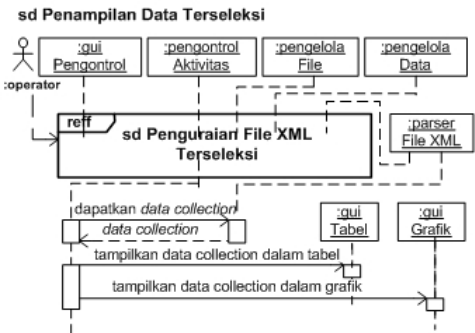 sd Penampilan Data Terseleksi
:gui
Pengontrol
:pengontrol
Aktivitas
:pengelola
File
:pengelola
Data
:operator
reff
sd Penguraian File XML
Terseleksi
:parser
File XML
dapatkan data collection
data collection
:gui
Tabel
:gui
Grafik
tampilkan data collection dalam tabel
tampilkan data collection dalam grafik